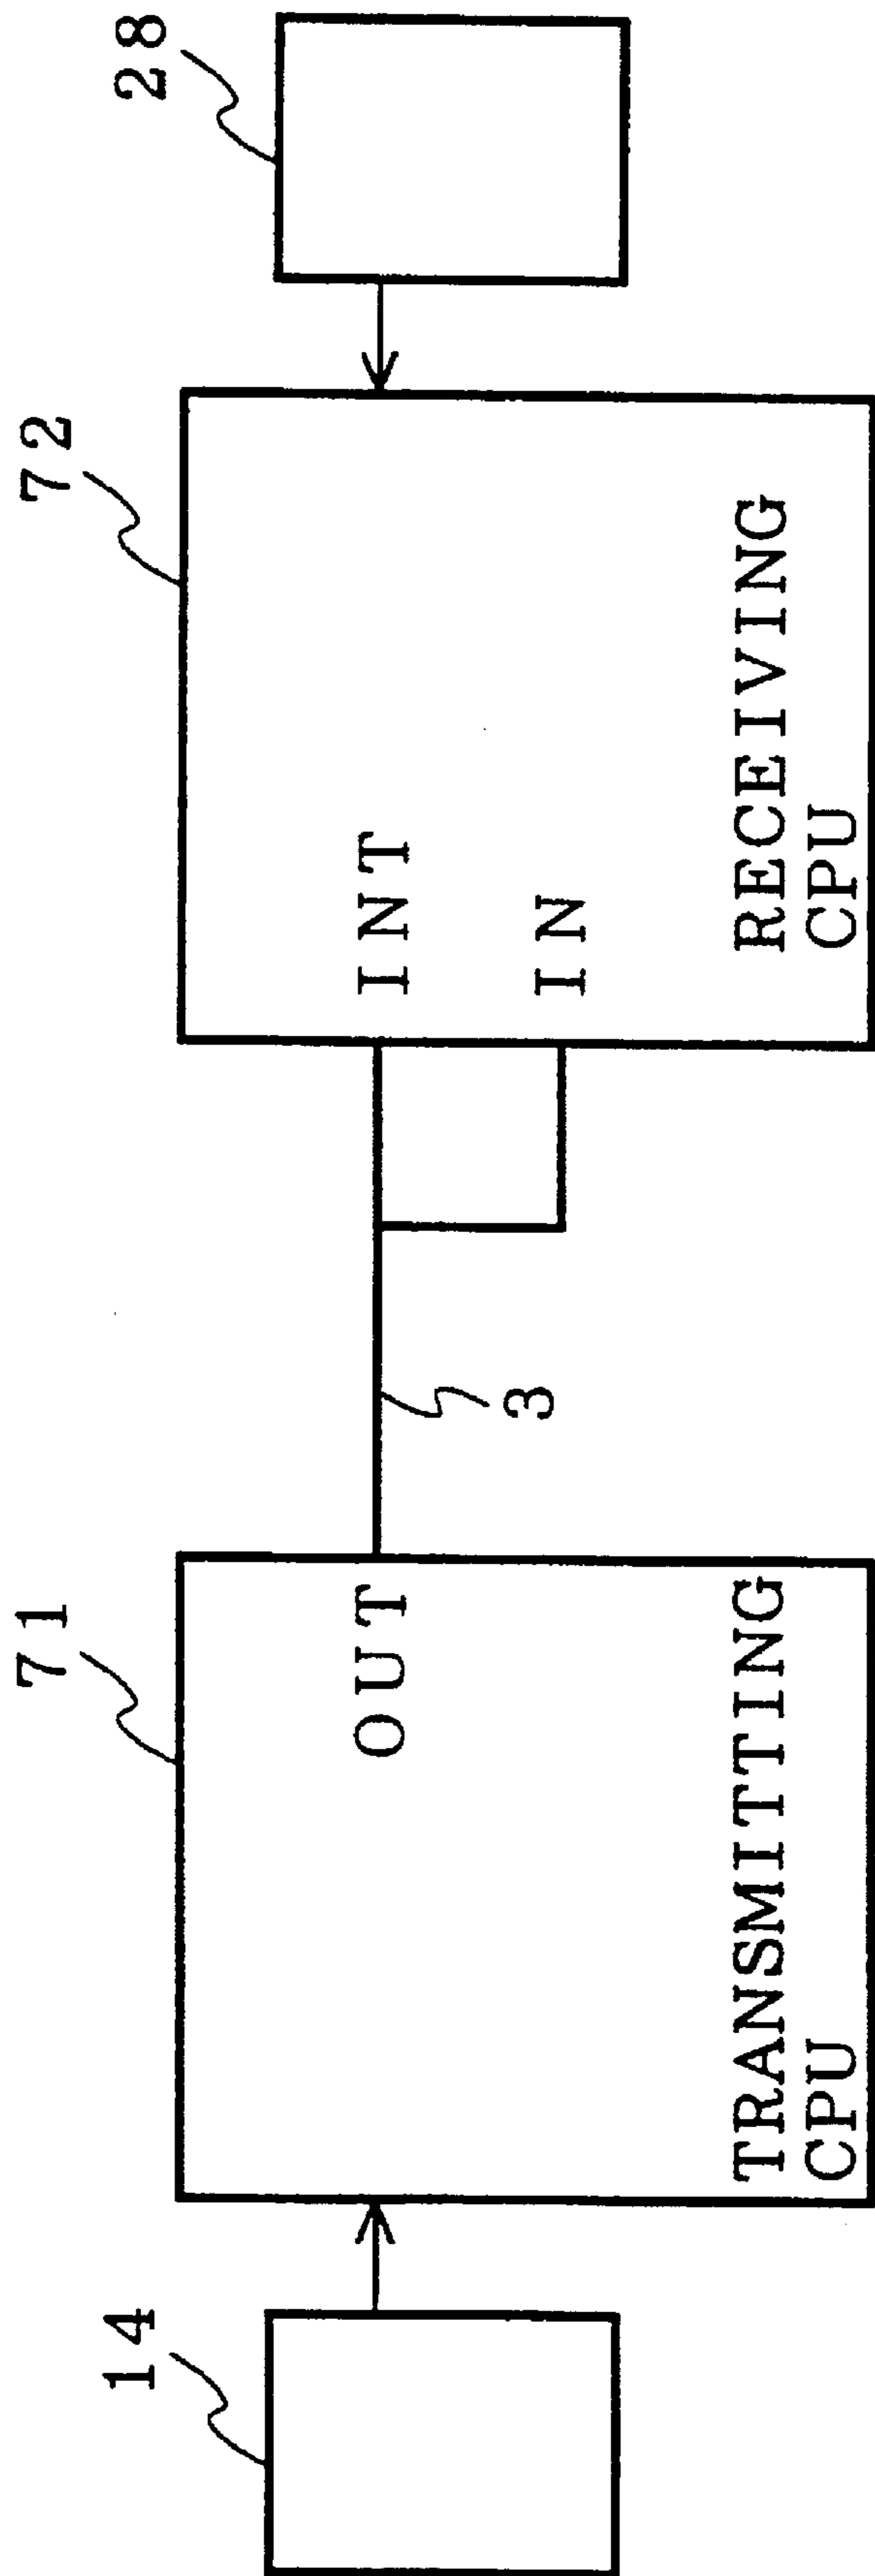 71
72
28
14
OUT
INT
IN
3
TRANSMITTING
CPU
RECEIVING
CPU